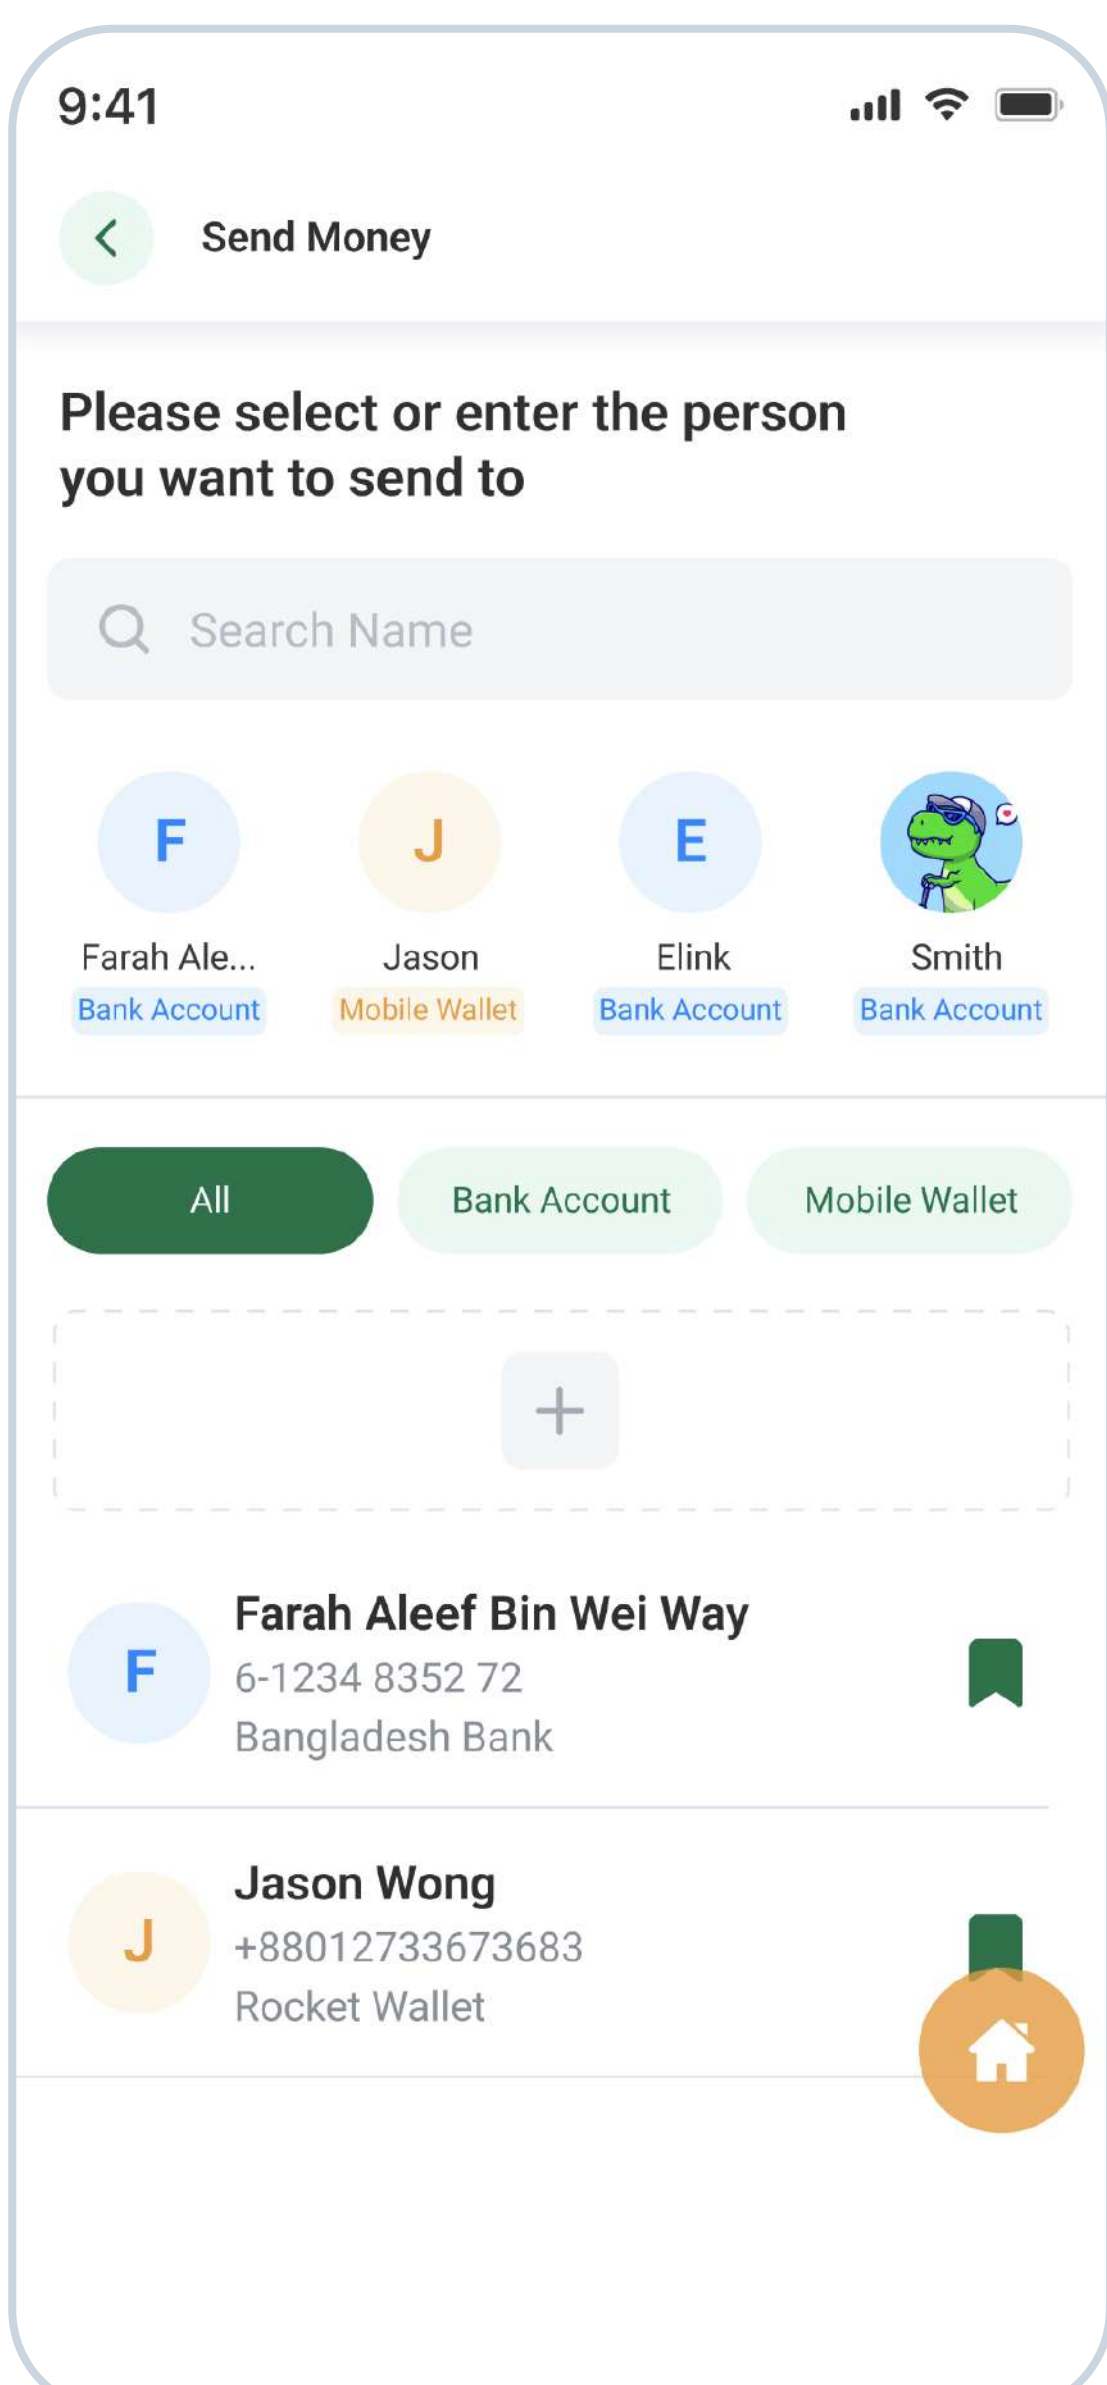 9:41
Send Money
Please select or enter the person
you want to send to
Search Name
F
J
E
Farah Ale...
Jason
Elink
Smith
Bank Account
Mobile Wallet
Bank Account
Bank Account
All
Bank Account
Mobile Wallet
F
Farah Aleef Bin Wei Way
6-1234 8352 72
Bangladesh Bank
J
Jason Wong
+88012733673683
Rocket Wallet